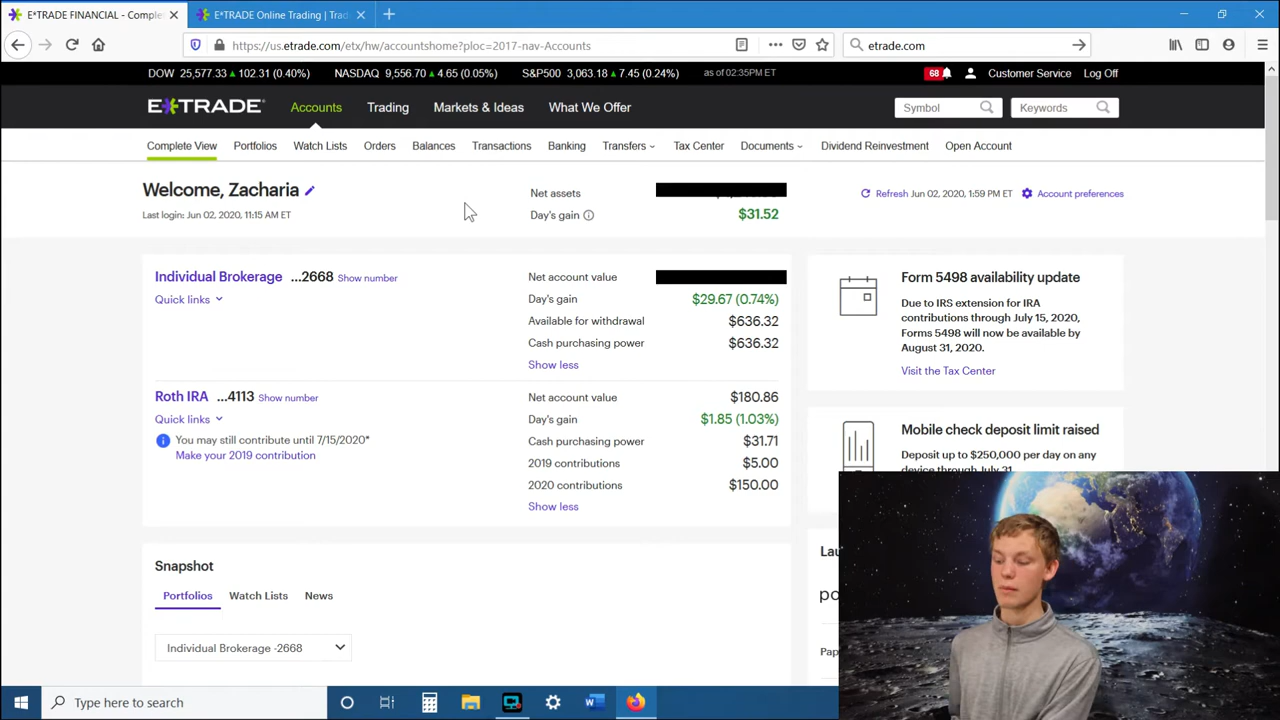 E*TRADE FINANCIAL - Comple
E*TRADE Online Trading | Trad
https://us.etrade.com/etx/hw/accountshome?ploc=2017-nav-Accounts
etrade.com
DOW 25,577.33 102.31 (0.40%) NASDAQ 9,556.70 4.65 (0.05%) S&P500 3,063.18 7.45 (0.24%) as of 02:35PM ET
68 Customer Service Log Off
E*TRADE Accounts Trading Markets & Ideas What We Offer Symbol Keywords
Complete View Portfolios Watch Lists Orders Balances Transactions Banking Transfers Tax Center Documents Dividend Reinvestment Open Account
Welcome, Zacharia
Last login: Jun 02, 2020, 11:15 AM ET
Net assets
Day's gain $31.52
Refresh Jun 02, 2020, 1:59 PM ET Account preferences
Individual Brokerage ...2668 Show number
Quick links
Net account value
Day's gain $29.67 (0.74%)
Available for withdrawal $636.32
Cash purchasing power $636.32
Show less
Roth IRA ...4113 Show number
Quick links
You may still contribute until 7/15/2020*
Make your 2019 contribution
Net account value $180.86
Day's gain $1.85 (1.03%)
Cash purchasing power $31.71
2019 contributions $5.00
2020 contributions $150.00
Show less
Form 5498 availability update
Due to IRS extension for IRA
contributions through July 15, 2020,
Forms 5498 will now be available by
August 31, 2020.
Visit the Tax Center
Mobile check deposit limit raised
Deposit up to $250,000 per day on any
device through July 31
Snapshot
Portfolios Watch Lists News
Individual Brokerage -2668
Lau
po
Pap
Type here to search